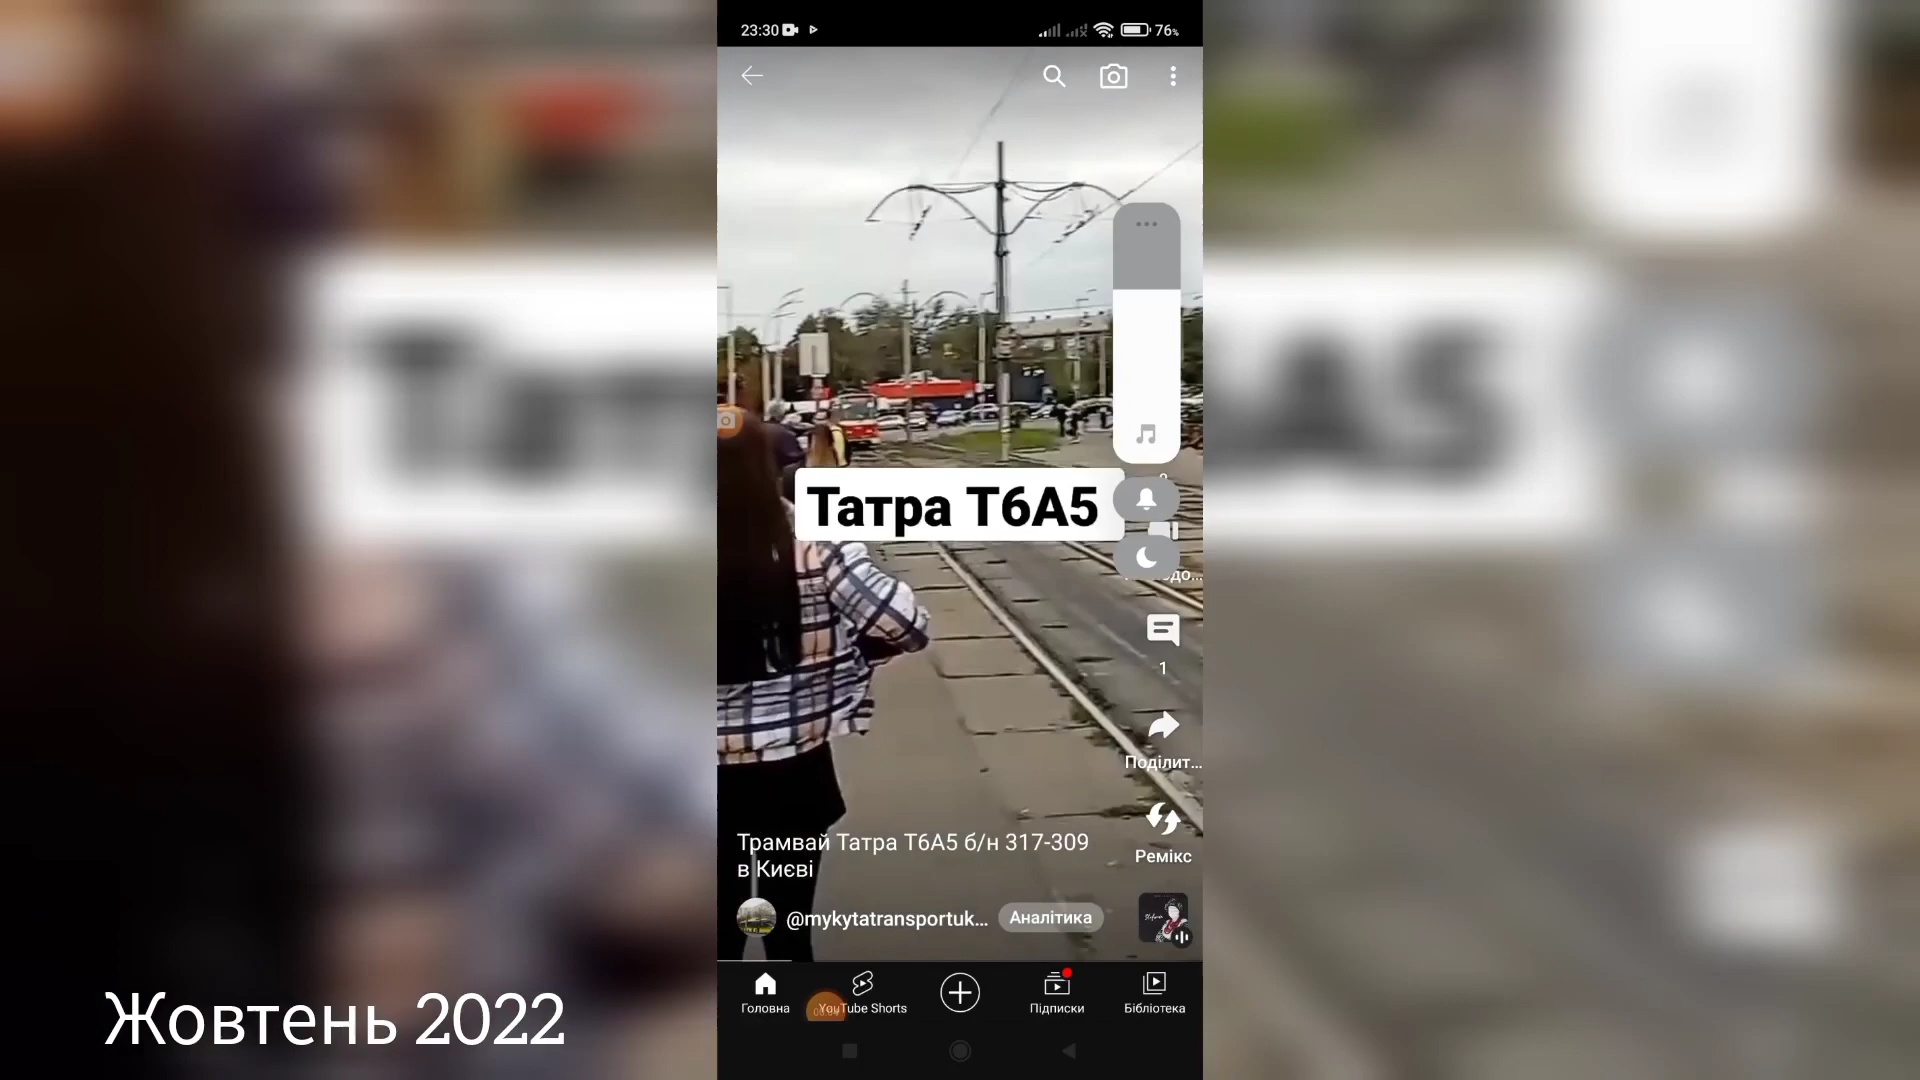 23:30
76%
Татра Т6А5
1
Поділит...
Ремікс
Трамвай Татра Т6А5 б/н 317-309
в Києві
@mykytatransportuk...
Аналітика
Головна
YouTube Shorts
Підписки
Бібліотека
Жовтень 2022